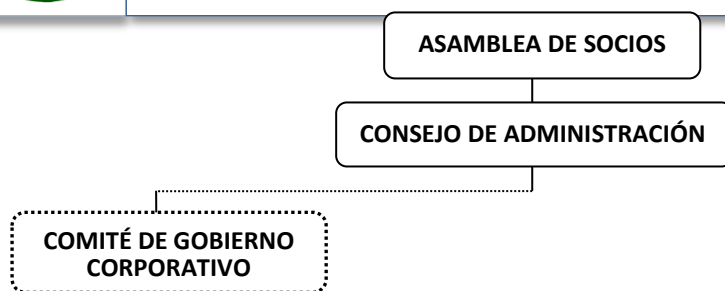 ASAMBLEA DE SOCIOS
CONSEJO DE ADMINISTRACIÓN
COMITÉ DE GOBIERNO
CORPORATIVO